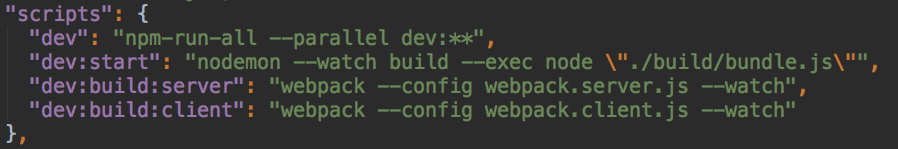 "scripts": {
"dev": "npm-run-all --parallel dev:**",
"dev:start": "nodemon --watch build --exec node \"./build/bundle.js\"",
"dev:build:server": "webpack --config webpack.server.js --watch",
"dev:build:client": "webpack --config webpack.client.js --watch"
},